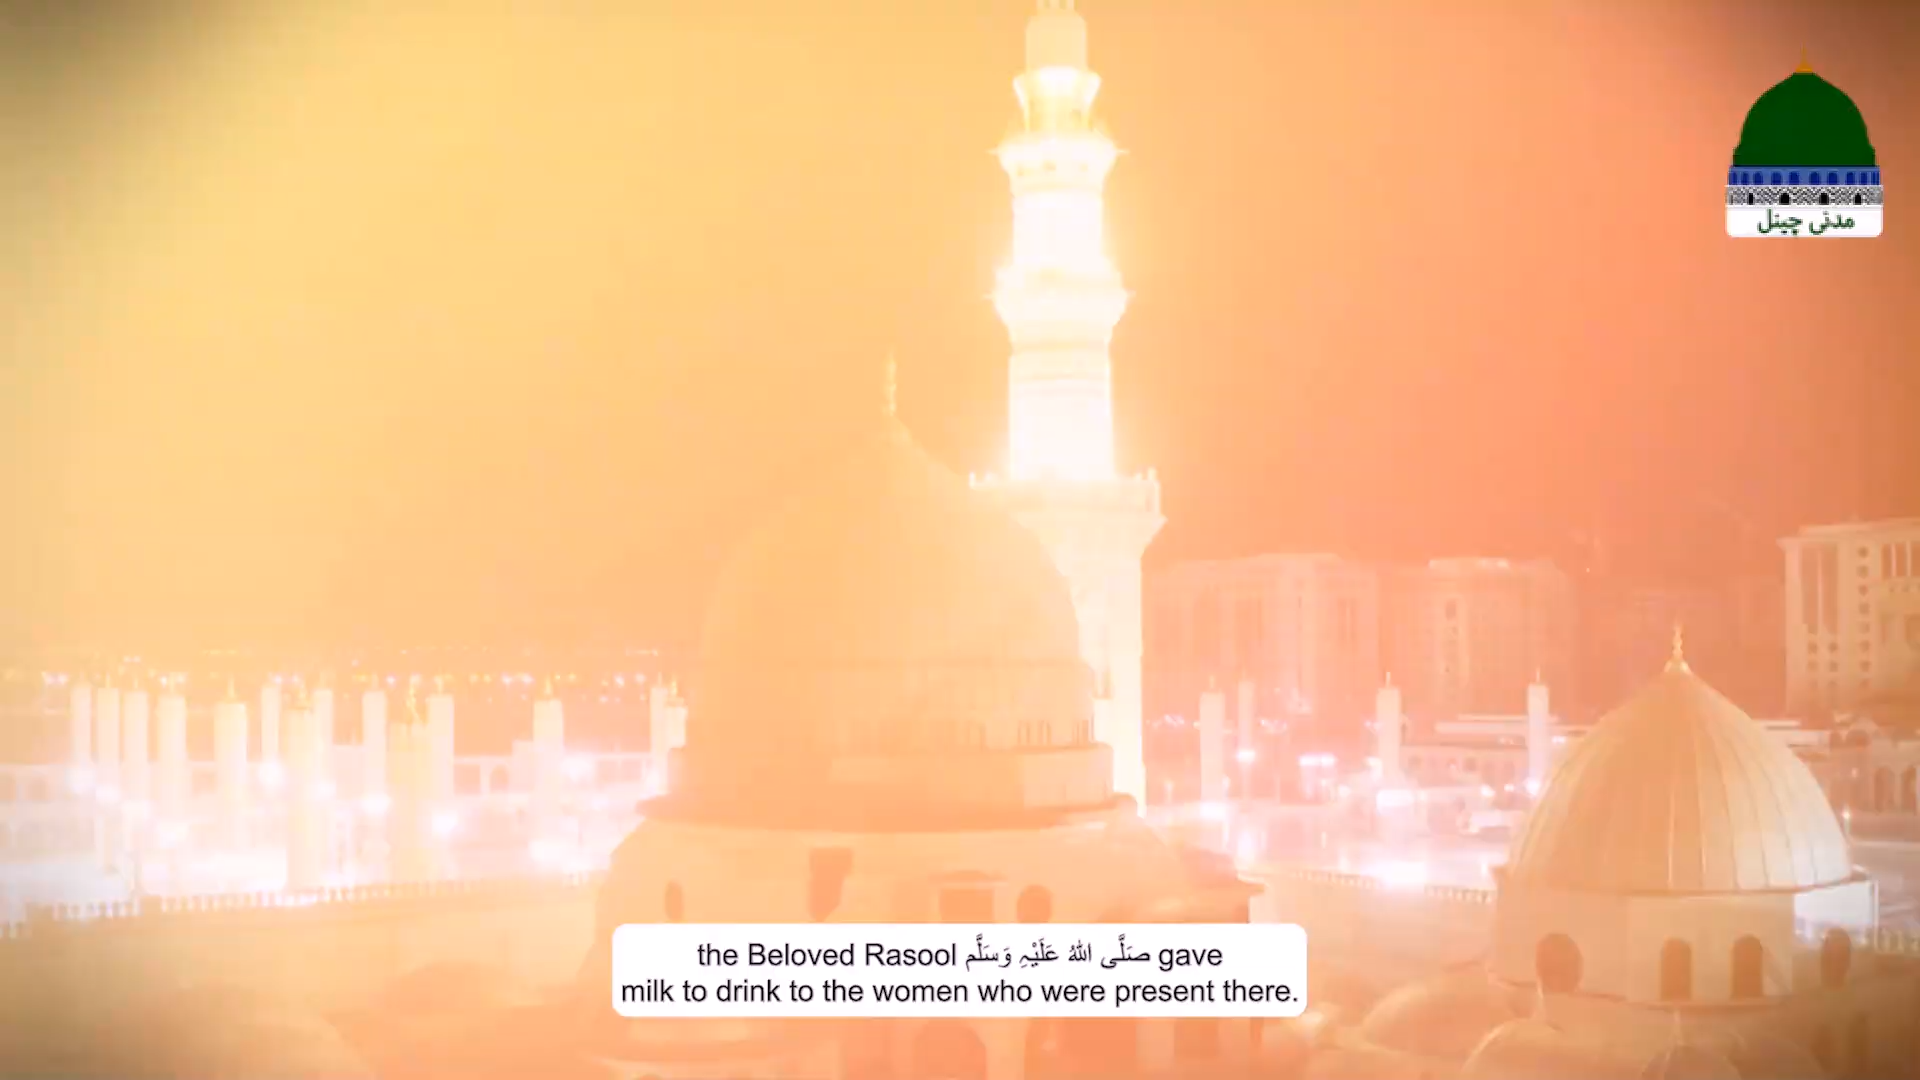 مدنی چینل
the Beloved Rasool صَلَّی اللهُ عَلَیْہِ وَسَلَّم gave
milk to drink to the women who were present there.